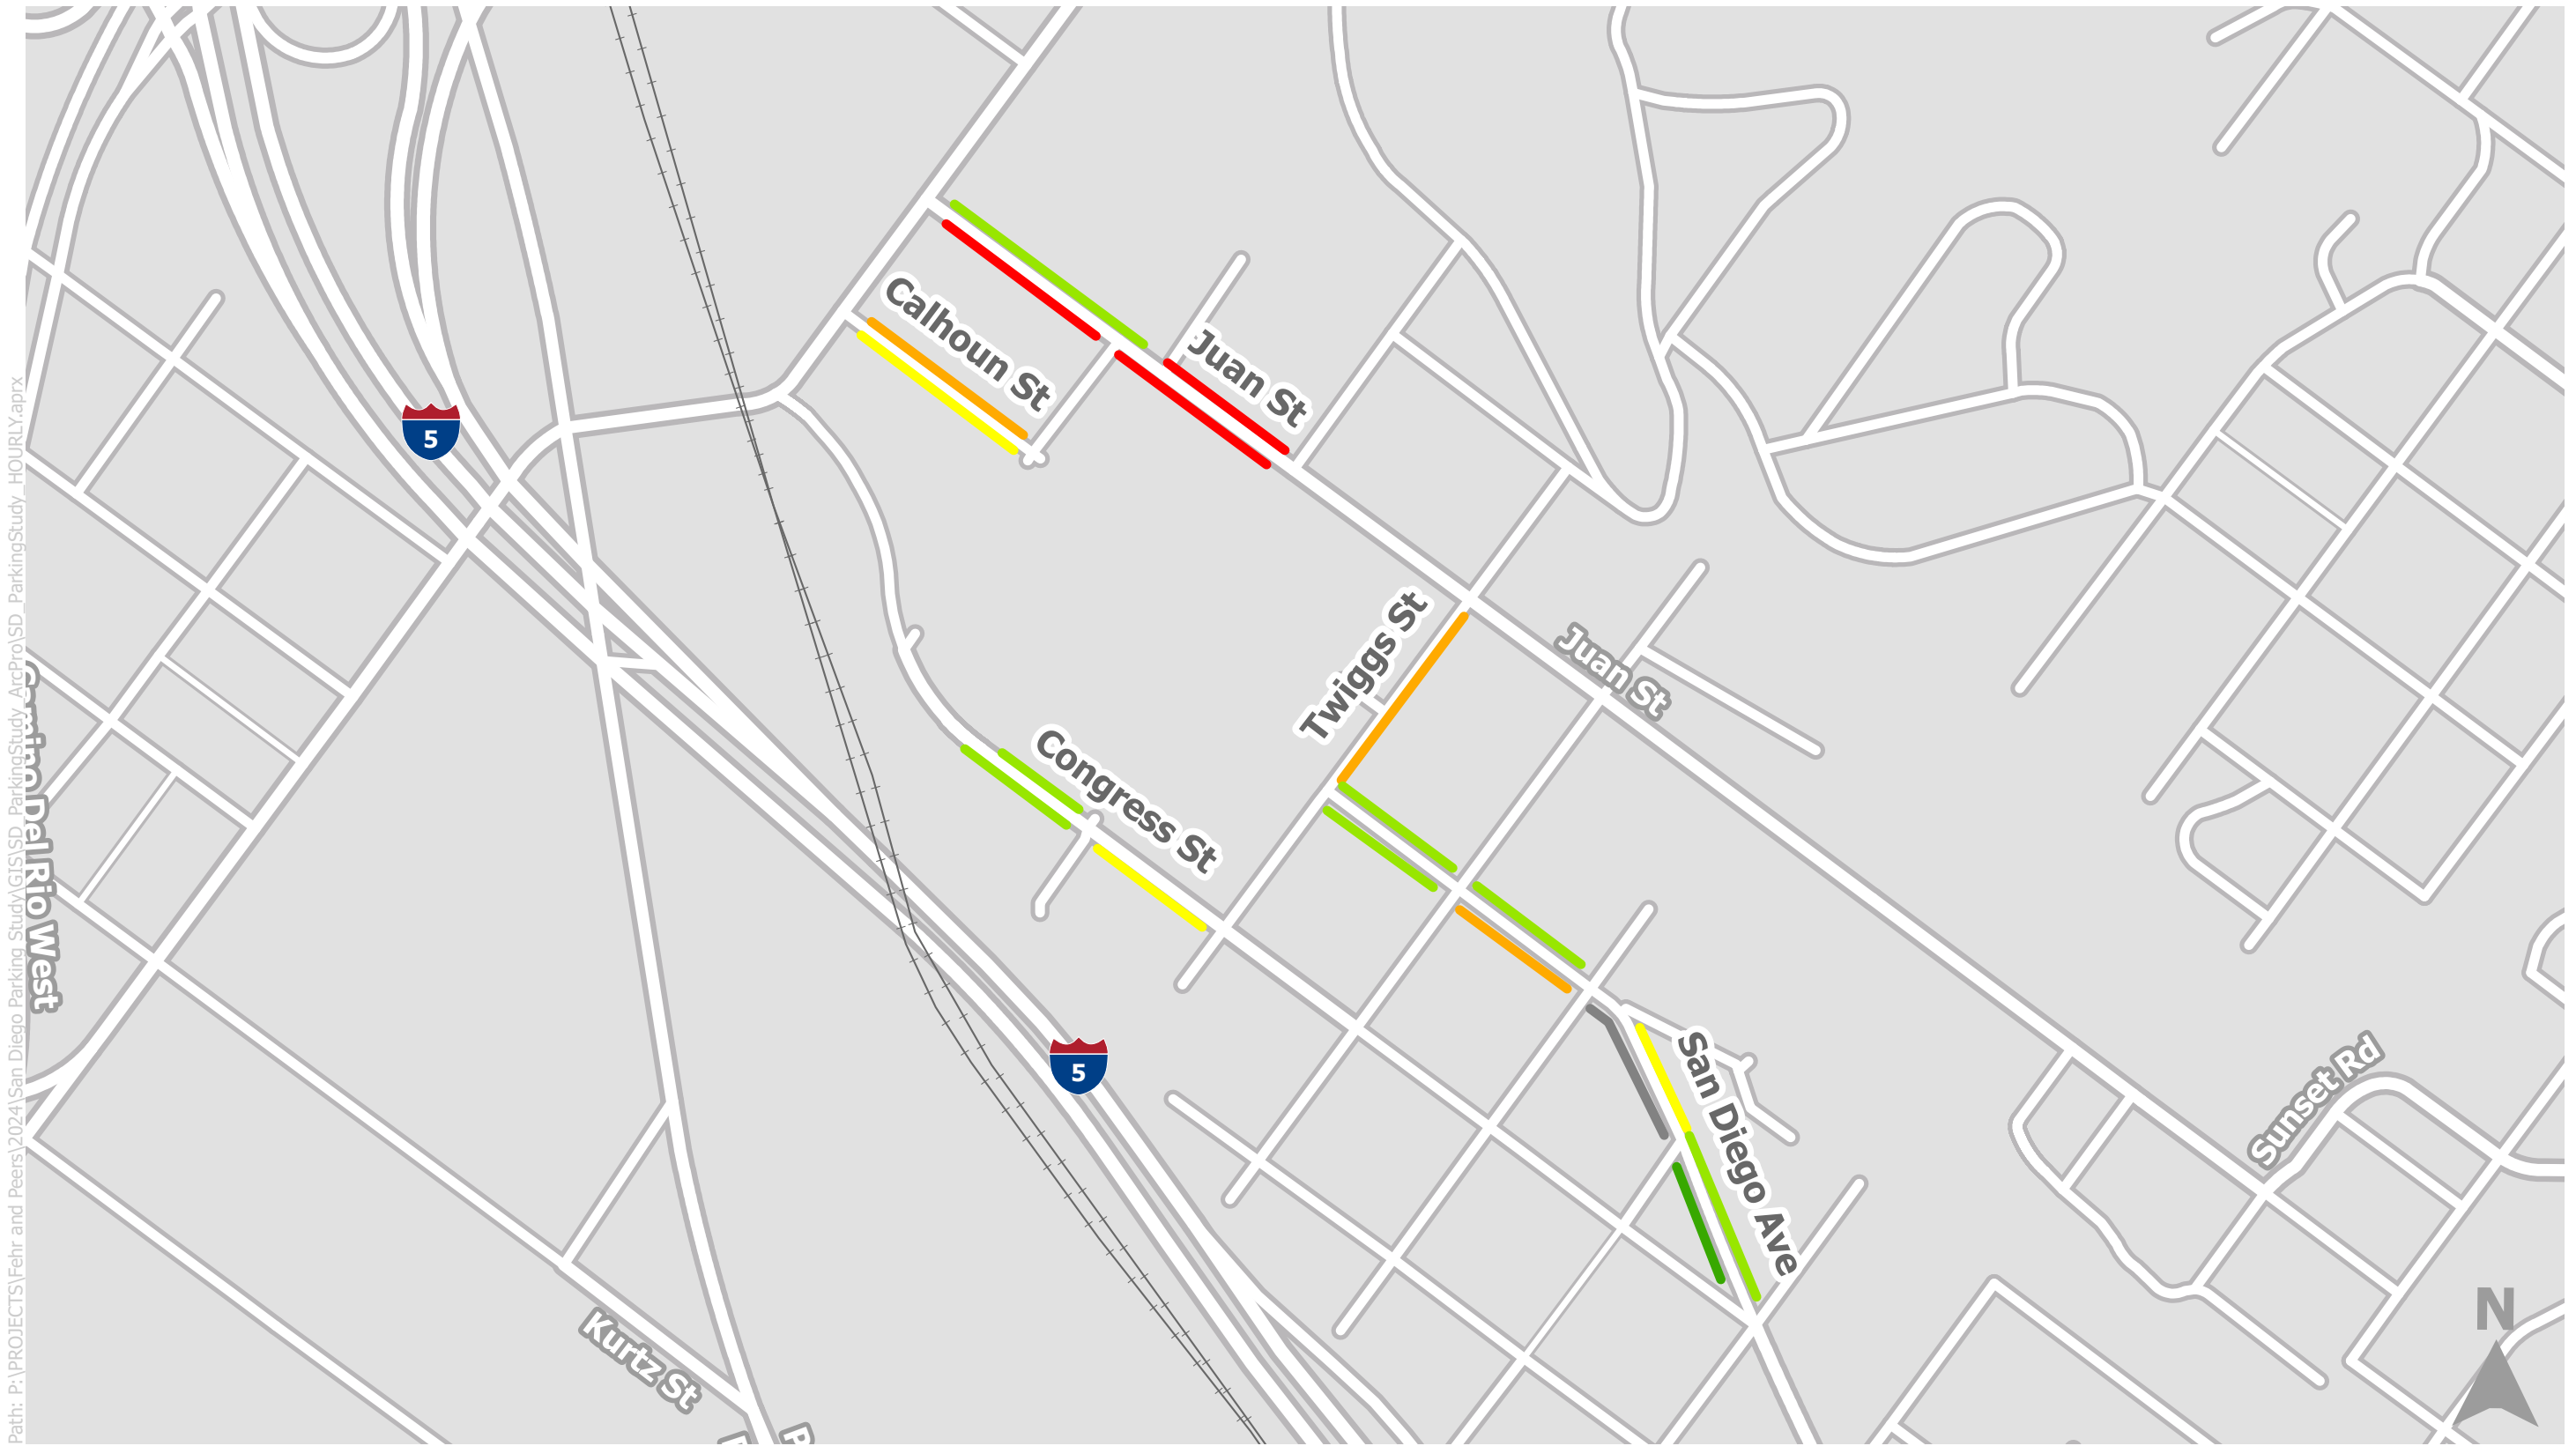 5
Calhoun St
Juan St
Twiggs St
Juan St
Congress St
Camino Del Rio West
5
San Diego Ave
Sunset Rd
N
Kurtz St
P
Path: P:\PROJECTS\Fehr and Peers\2024\San Diego Parking Study\GIS\SD_ParkingStudy_ArcPro\SD_ParkingStudy_HOURLY.aprx